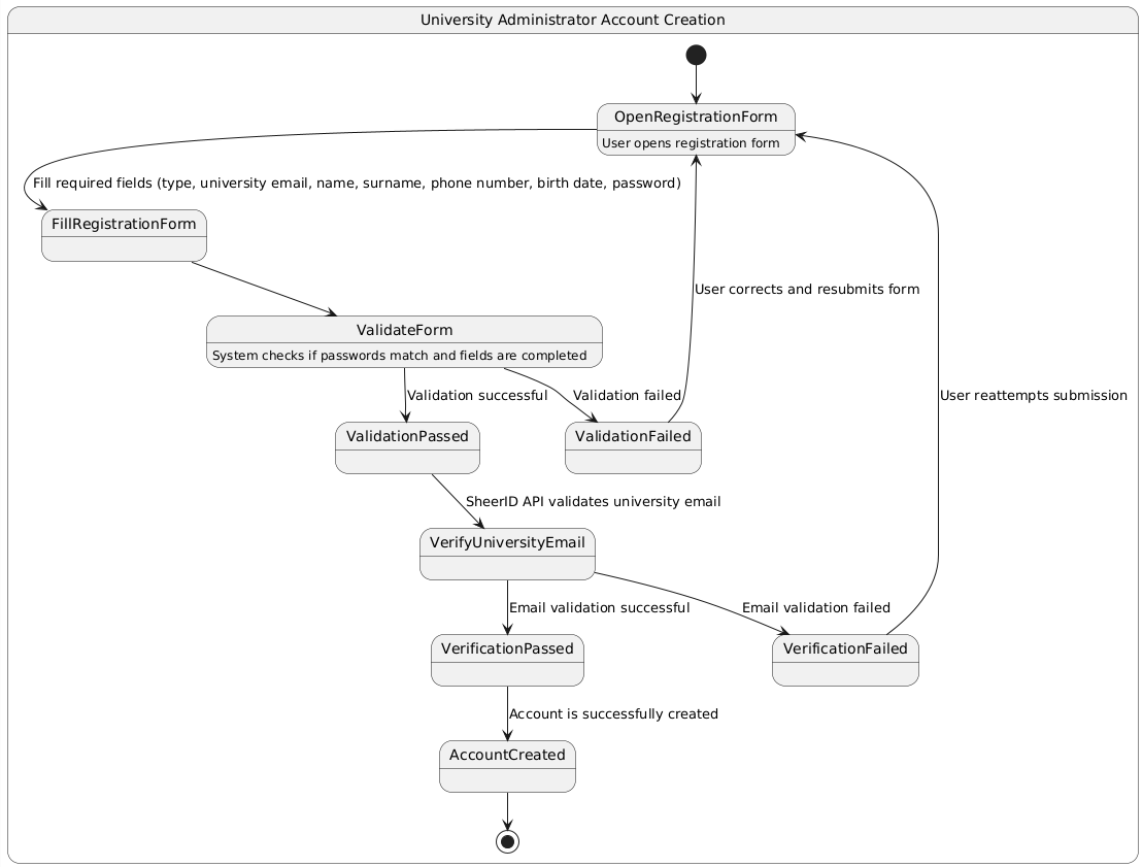 University Administrator Account Creation
OpenRegistrationForm
User opens registration form
Fill required fields (type, university email, name, surname, phone number, birth date, password)
FillRegistrationForm
User corrects and resubmits form
ValidateForm
System checks if passwords match and fields are completed
Validation successful
Validation failed
User reattempts submission
ValidationPassed
ValidationFailed
SheerID API validates university email
VerifyUniversityEmail
Email validation successful
Email validation failed
VerificationPassed
VerificationFailed
Account is successfully created
AccountCreated